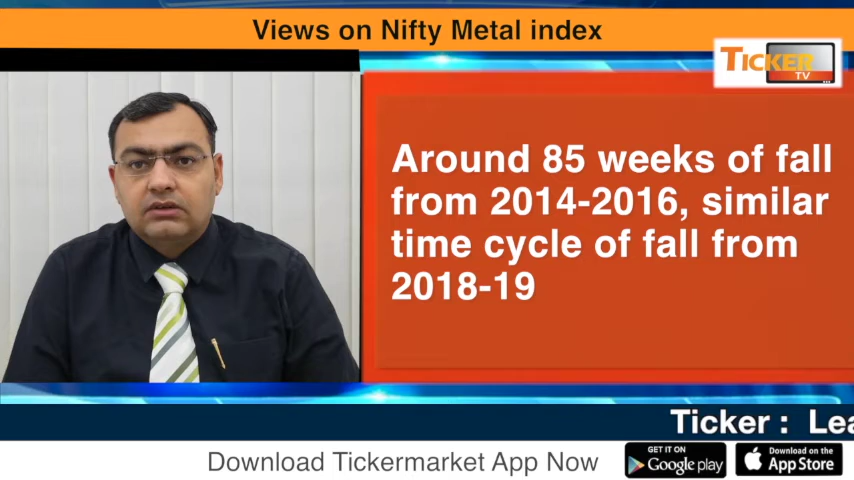 Views on Nifty Metal index
TICKER
TV
Around 85 weeks of fall
from 2014-2016, similar
time cycle of fall from
2018-19
Ticker : Lea
Download Tickermarket App Now
GET IT ON
Google play
Download on the
App Store